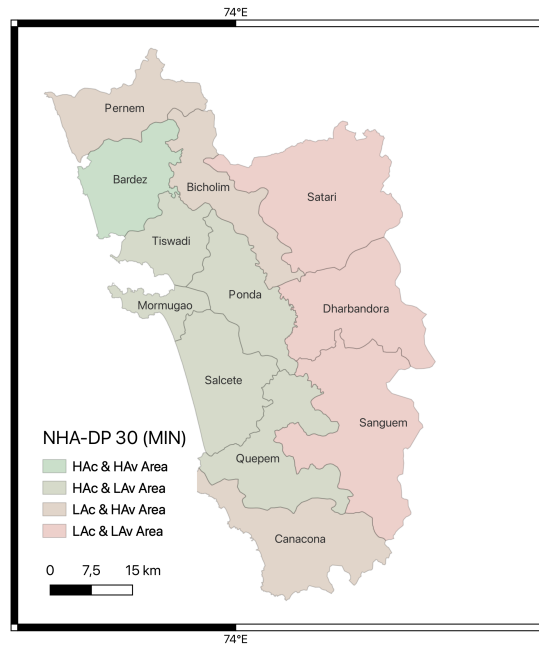 74°E
Pernem
Bardez
Bicholim
Satari
Tiswadi
Ponda
Mormugao
Dharbandora
Salcete
Sanguem
Quepem
Canacona
NHA-DP 30 (MIN)
HAc & HAv Area
HAc & LAv Area
LAc & HAv Area
LAc & LAv Area
0 7,5 15 km
74°E